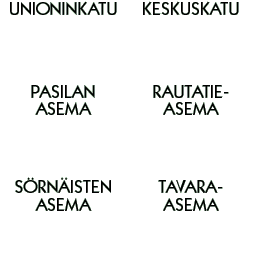 UNIONINKATU KESKUSKATU
PASILAN ASEMA
RAUTATIE-
ASEMA
SÖRNÄISTEN
ASEMA
TAVARA-
ASEMA